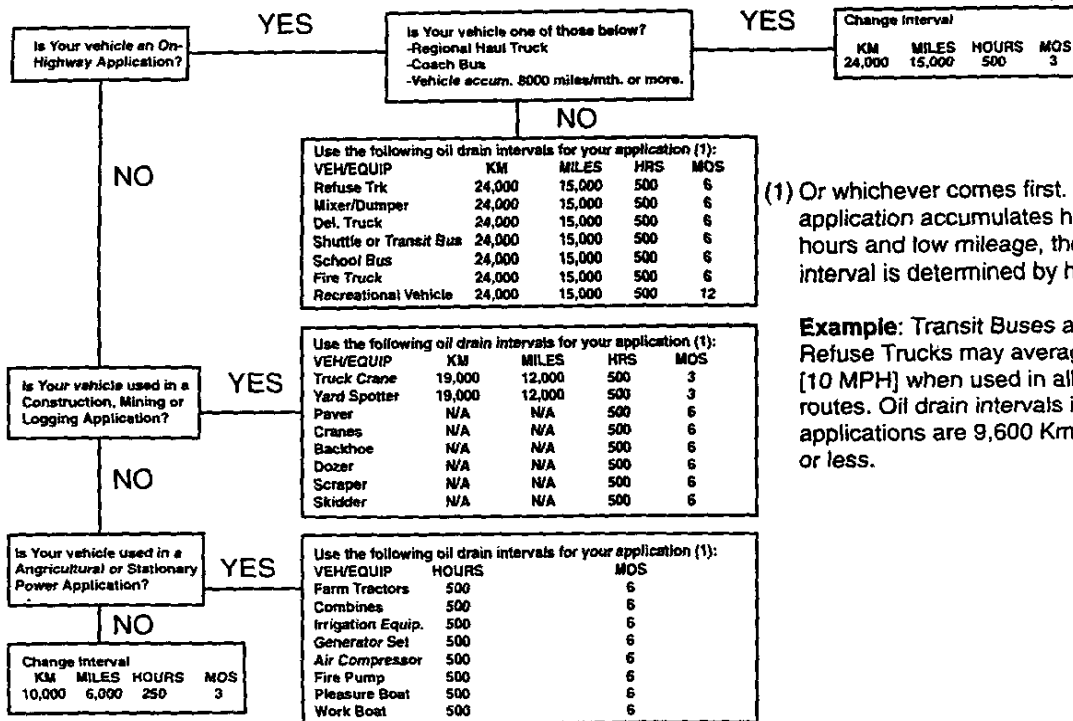 Is Your vehicle an On-
Highway Application?
YES
Is Your vehicle one of those below?
-Regional Haul Truck
-Coach Bus
-Vehicle accum. 8000 miles/mth. or more.
YES
Change Interval
KM MILES HOURS MOS
24,000 15,000 500 3
NO
NO
Use the following oil drain intervals for your application (1):
VEH/EQUIP KM MILES HRS MOS
Refuse Trk 24,000 15,000 500 6
Mixer/Dumper 24,000 15,000 500 6
Del. Truck 24,000 15,000 500 6
Shuttle or Transit Bus 24,000 15,000 500 6
School Bus 24,000 15,000 500 6
Fire Truck 24,000 15,000 500 6
Recreational Vehicle 24,000 15,000 500 12
(1) Or whichever comes first.
application accumulates h
hours and low mileage, the
interval is determined by h
Example: Transit Buses a
Refuse Trucks may averag
[10 MPH] when used in all
routes. Oil drain intervals i
applications are 9,600 Km
or less.
Is Your vehicle used in a
Construction, Mining or
Logging Application?
YES
Use the following oil drain intervals for your application (1):
VEH/EQUIP KM MILES HRS MOS
Truck Crane 19,000 12,000 500 3
Yard Spotter 19,000 12,000 500 3
Paver N/A N/A 500 6
Cranes N/A N/A 500 6
Backhoe N/A N/A 500 6
Dozer N/A N/A 500 6
Scraper N/A N/A 500 6
Skidder N/A N/A 500 6
NO
Is Your vehicle used in a
Angricultural or Stationary
Power Application?
YES
Use the following oil drain intervals for your application (1):
VEH/EQUIP HOURS MOS
Farm Tractors 500 6
Combines 500 6
Irrigation Equip. 500 6
Generator Set 500 6
Air Compressor 500 6
Fire Pump 500 6
Pleasure Boat 500 6
Work Boat 500 6
NO
Change Interval
KM MILES HOURS MOS
10,000 6,000 250 3